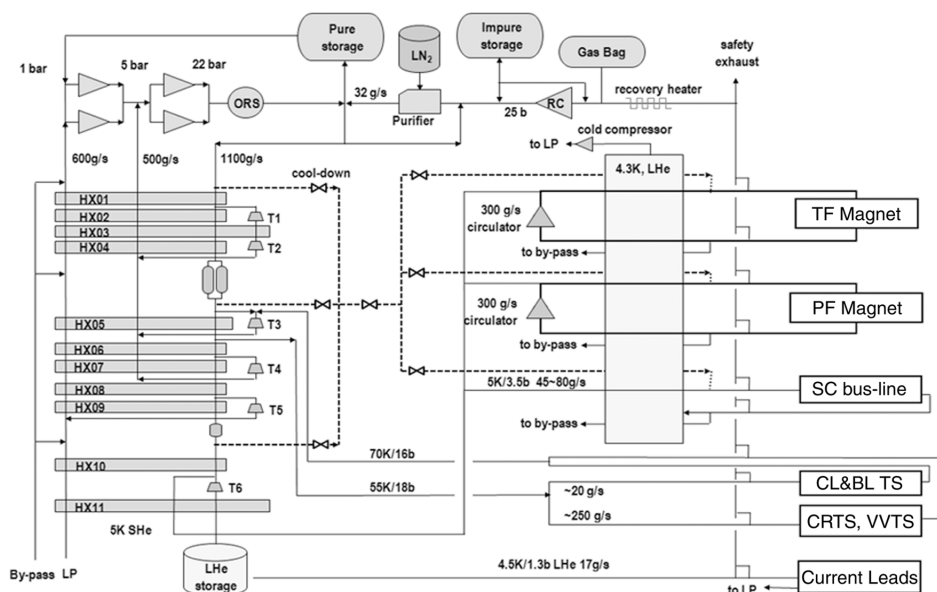 Pure
storage
LN2
Impure
storage
Gas Bag
safety
exhaust
1 bar
5 bar
22 bar
ORS
32 g/s
Purifier
25 b
RC
recovery heater
600g/s
500g/s
1100g/s
to LP
cold compressor
4.3K, LHe
cool-down
HX01
HX02
HX03
HX04
T1
T2
300 g/s
circulator
to by-pass
TF Magnet
HX05
T3
300 g/s
circulator
to by-pass
PF Magnet
HX06
HX07
T4
HX08
HX09
T5
5K/3.5b 45~80g/s
to by-pass
SC bus-line
HX10
T6
HX11
70K/16b
55K/18b
~20 g/s
~250 g/s
CL&BL TS
CRTS, VVTS
5K SHe
By-pass LP
LHe
storage
4.5K/1.3b LHe 17g/s
Current Leads
to LP